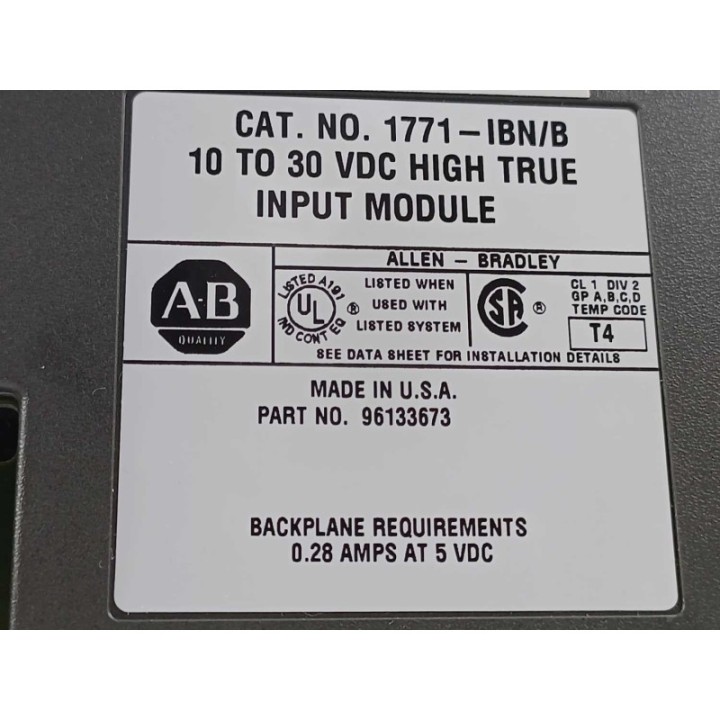 CAT. NO. 1771-IBN/B
10 TO 30 VDC HIGH TRUE
INPUT MODULE
ALLEN - BRADLEY
A-B
QUALITY
LISTED A191
UL
IND CONT EQ
®
LISTED WHEN
USED WITH
LISTED SYSTEM
SA
®
CL 1 DIV 2
GP A,B,C,D
TEMP CODE
T4
SEE DATA SHEET FOR INSTALLATION DETAILS
MADE IN U.S.A.
PART NO. 96133673
BACKPLANE REQUIREMENTS
0.28 AMPS AT 5 VDC